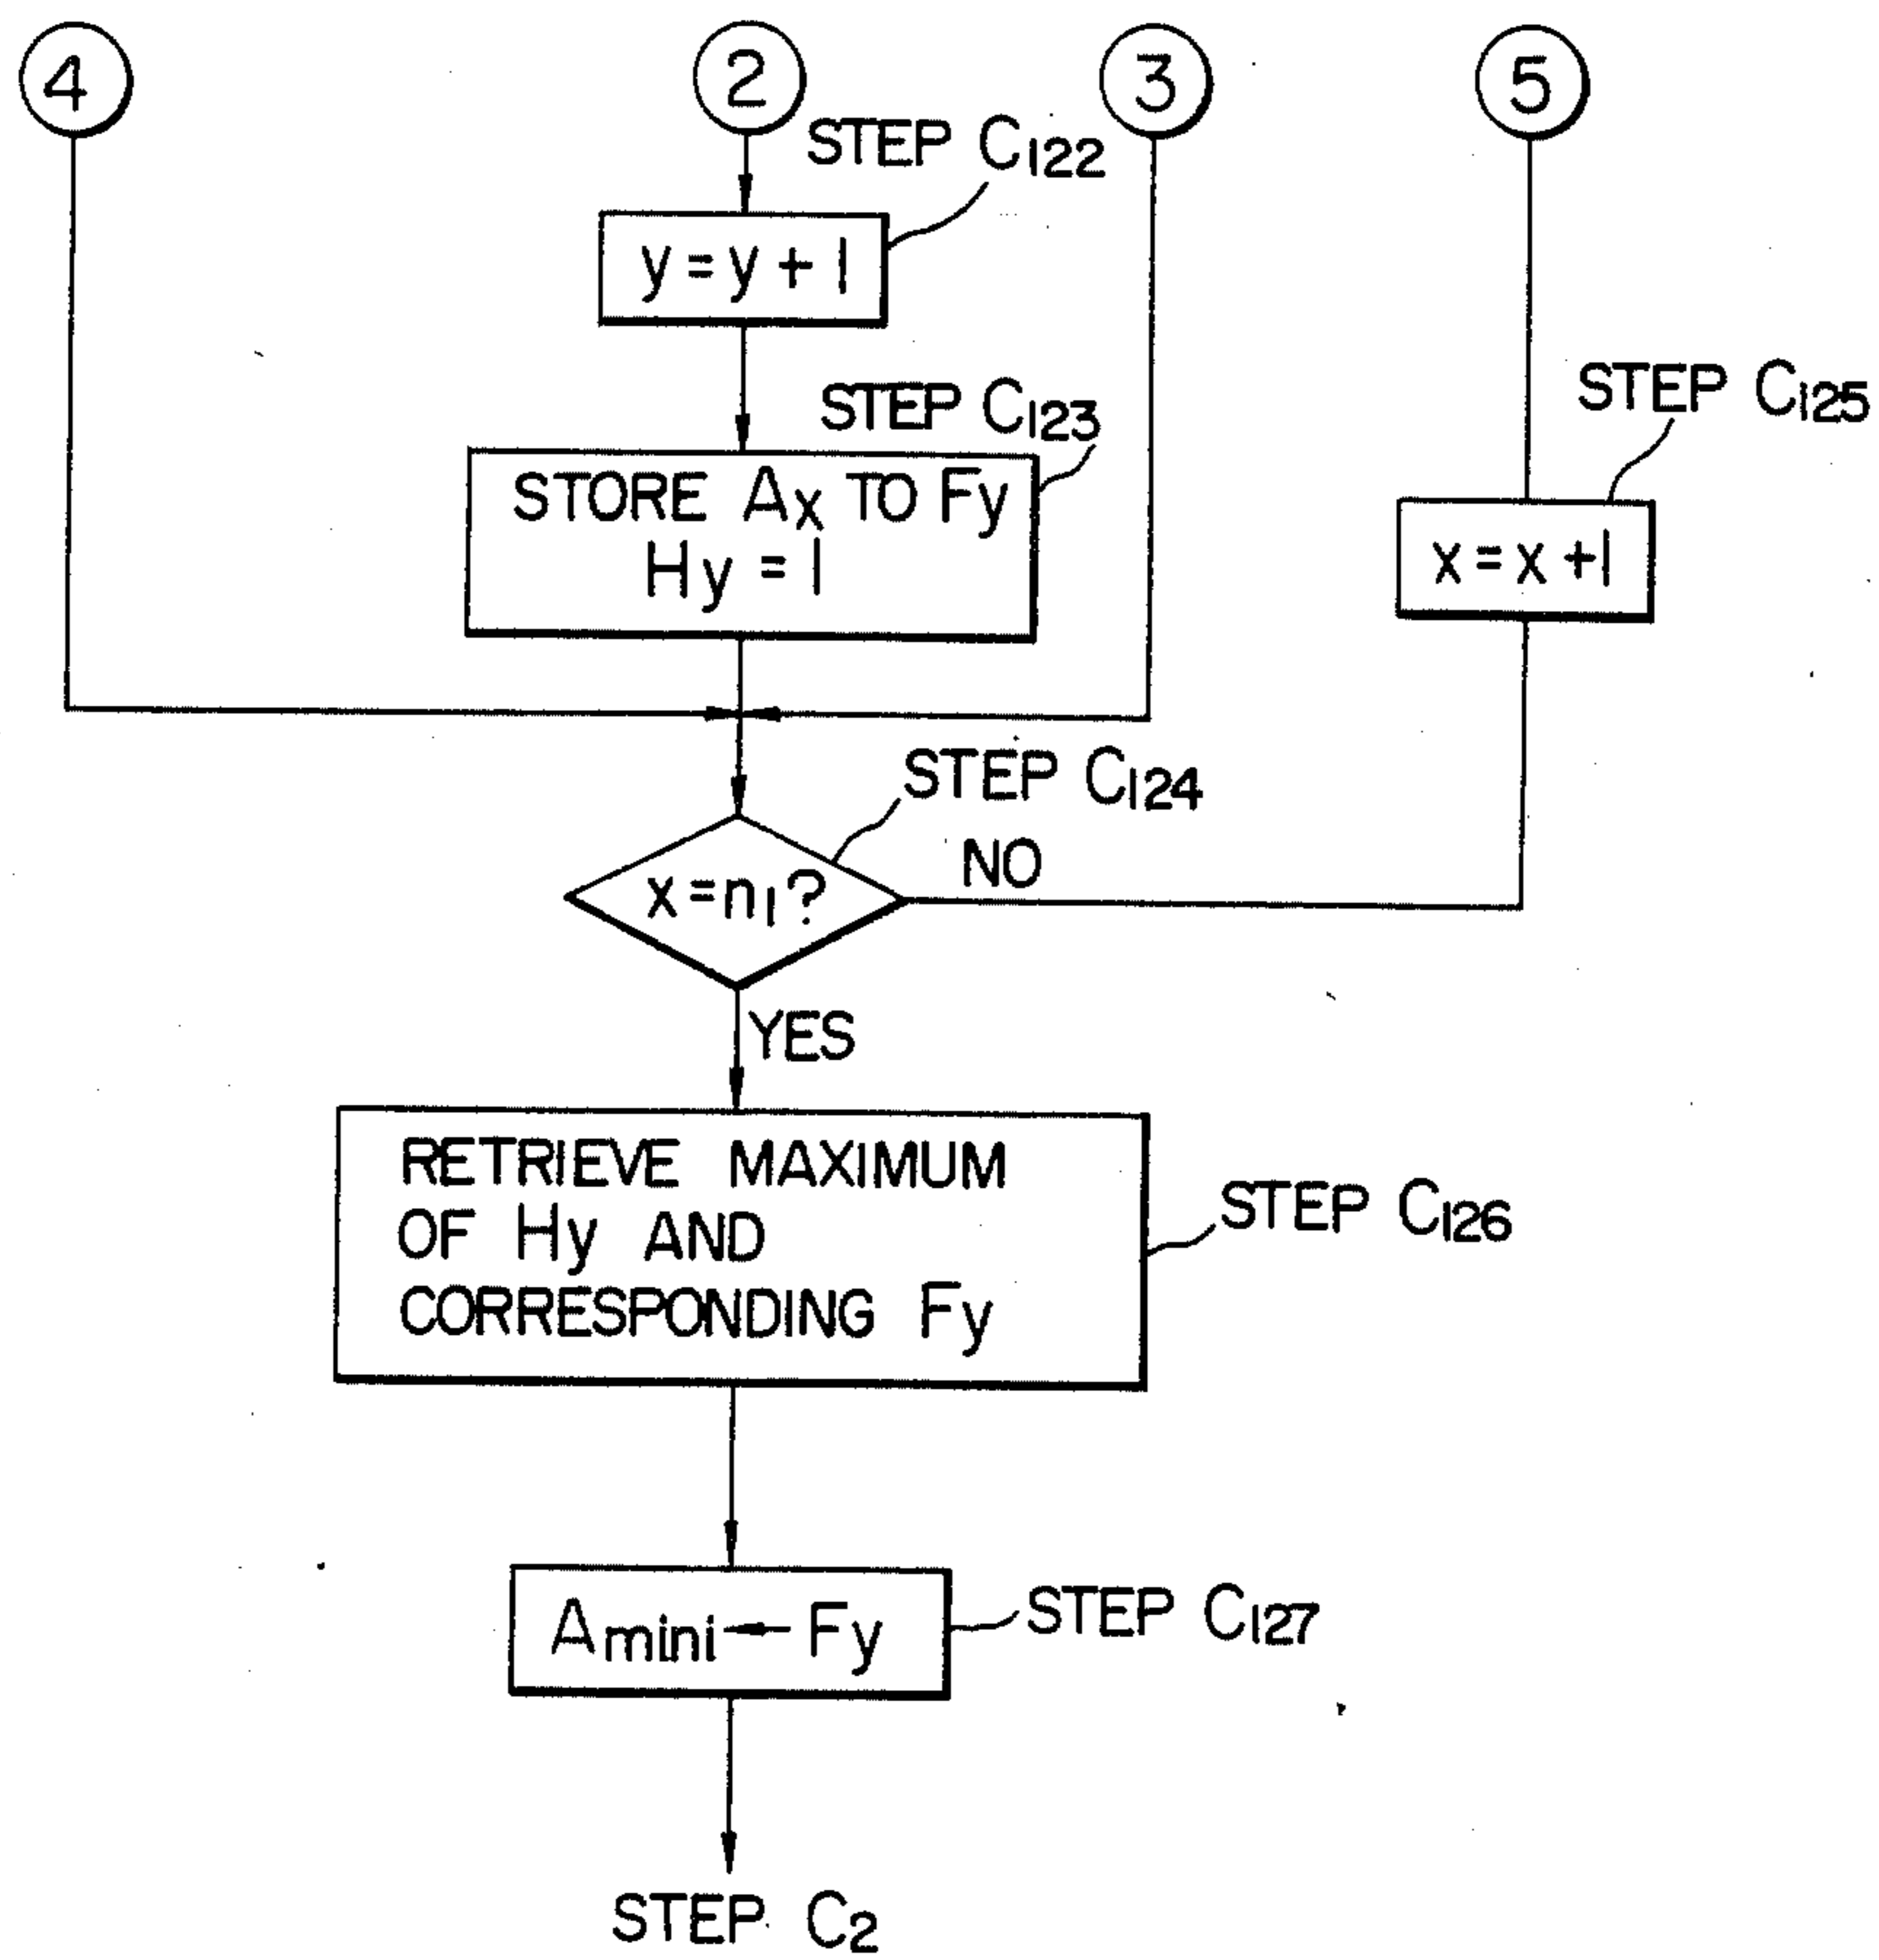 4
2
3
5
STEP C₁₂₂
y = y + 1
STEP C₁₂₃
STORE Aₓ TO Fy
Hy = 1
STEP C₁₂₅
x = x + 1
STEP C₁₂₄
x = n₁ ?
NO
YES
RETRIEVE MAXIMUM
OF Hy AND
CORRESPONDING Fy
STEP C₁₂₆
Amini ← Fy
STEP C₁₂₇
STEP C₂